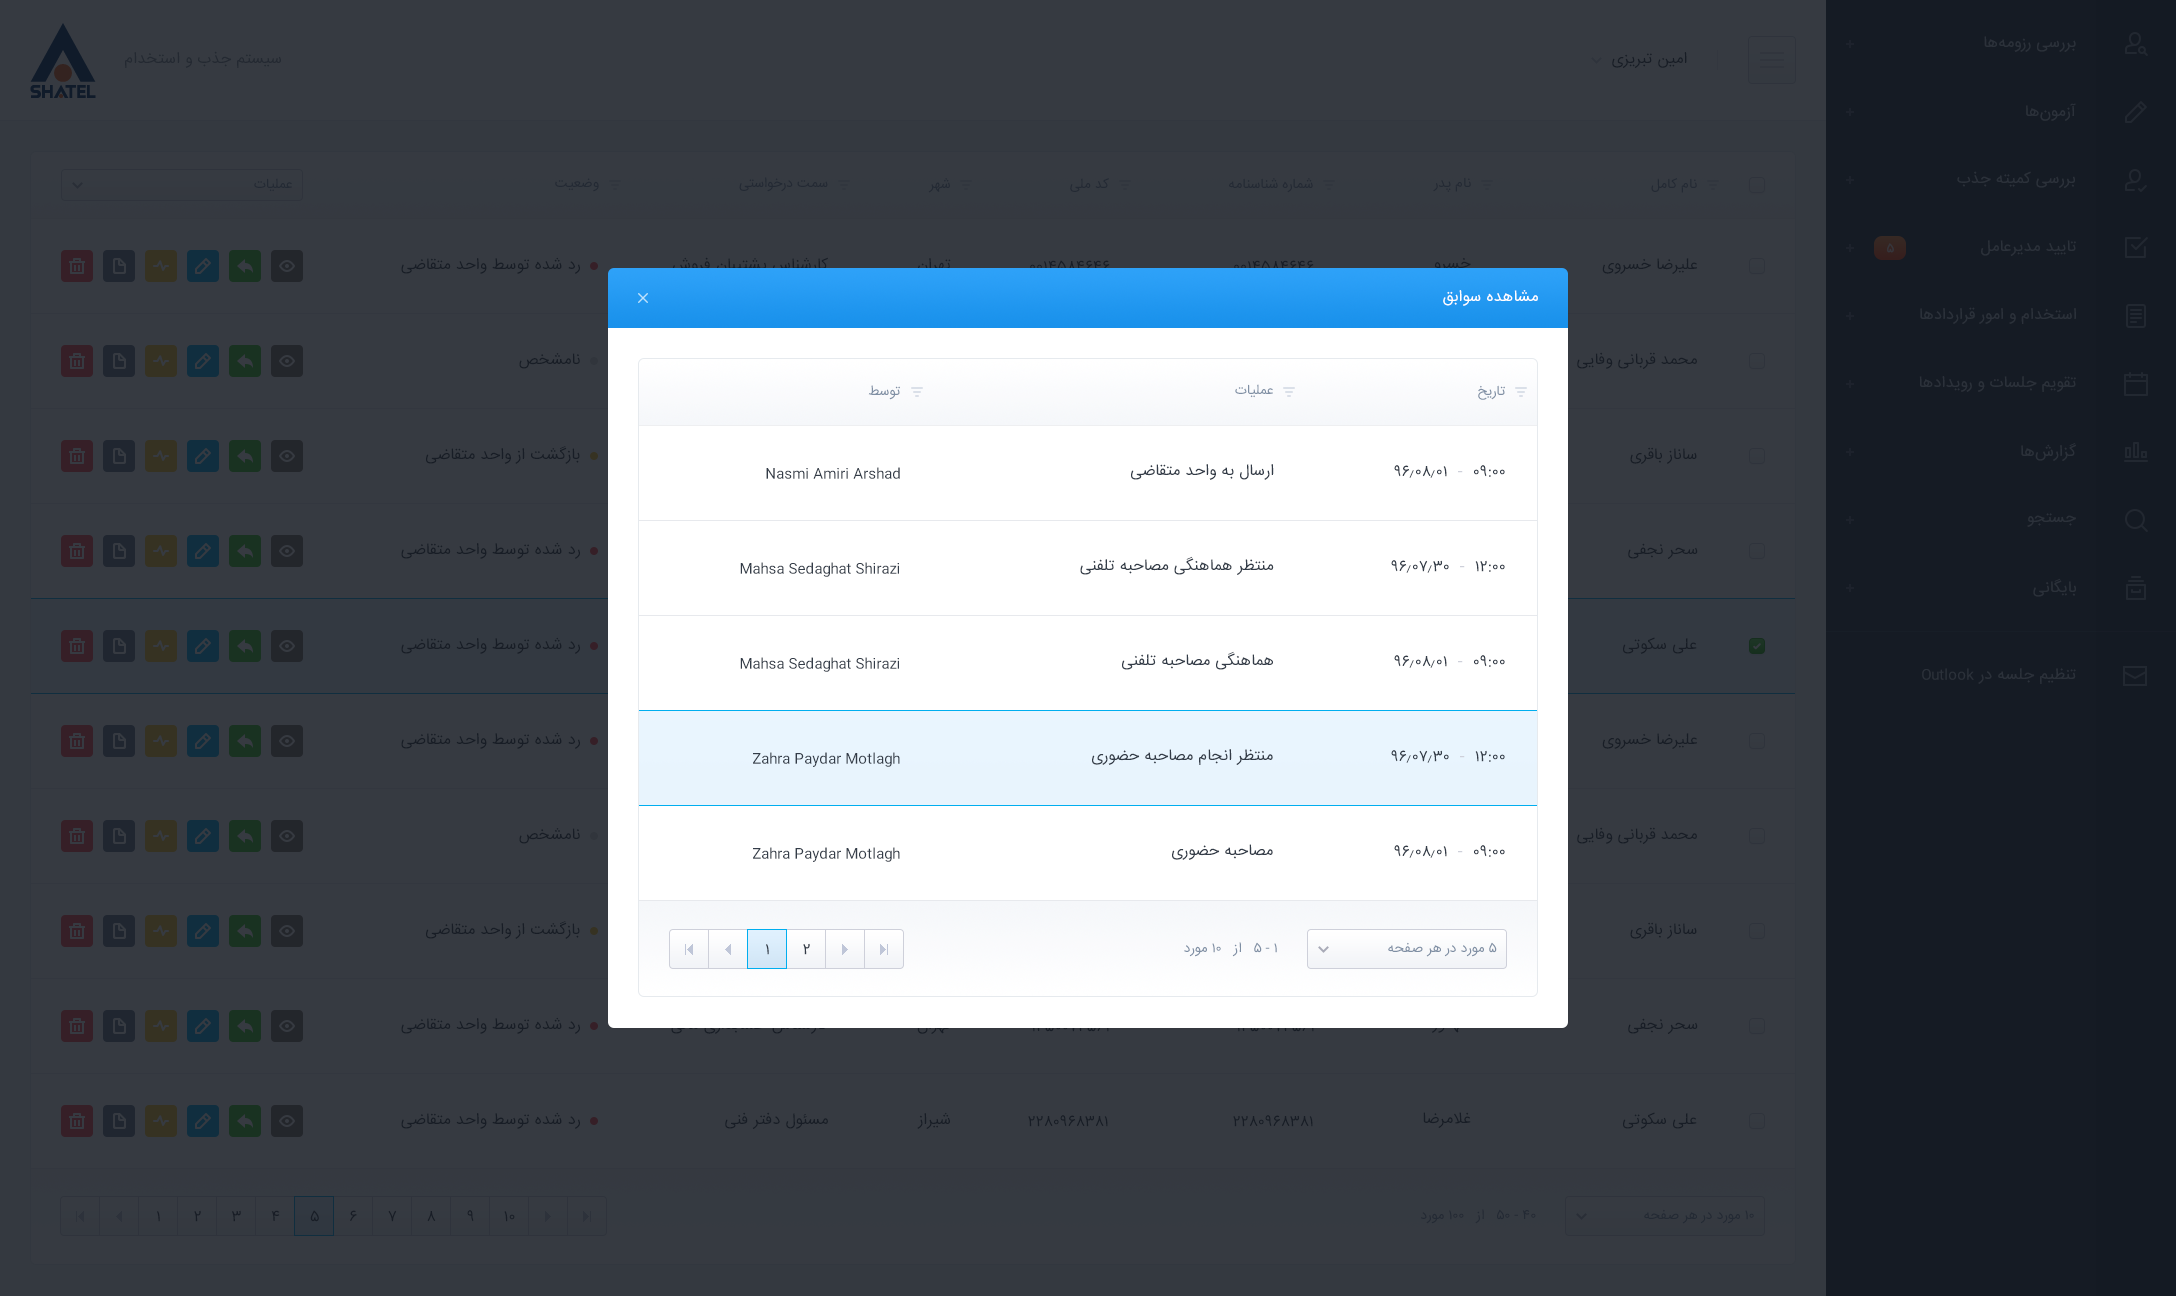 بررسی رزومه‌ها
آزمون‌ها
بررسی کمیته جذب
تایید مدیرعامل ۵
استخدام و امور قراردادها
تقویم جلسات و رویدادها
گزارش‌ها
جستجو
بایگانی
تنظیم جلسه در Outlook
امین تبریزی
سیستم جذب و استخدام
SHATEL
نام کامل نام پدر شماره شناسنامه کد ملی شهر سمت درخواستی وضعیت عملیات
علیرضا خسروی خسرو ۰۰۱۴۵۸۴۶۴۶ ۰۰۱۴۵۸۴۶۴۶ تهران کارشناس پشتیبان فروش رد شده توسط واحد متقاضی
محمد قربانی وفایی نامشخص
ساناز باقری بازگشت از واحد متقاضی
سحر نجفی رد شده توسط واحد متقاضی
علی سکوتی رد شده توسط واحد متقاضی
علیرضا خسروی رد شده توسط واحد متقاضی
محمد قربانی وفایی نامشخص
ساناز باقری بازگشت از واحد متقاضی
سحر نجفی رد شده توسط واحد متقاضی
علی سکوتی غلامرضا ۲۲۸۰۹۶۸۳۸۱ ۲۲۸۰۹۶۸۳۸۱ شیراز مسئول دفتر فنی رد شده توسط واحد متقاضی
۱۰ مورد در هر صفحه ۴۰ - ۵۰ از ۱۰۰ مورد ۱ ۲ ۳ ۴ ۵ ۶ ۷ ۸ ۹ ۱۰
مشاهده سوابق
تاریخ عملیات توسط
۰۹:۰۰ - ۹۶/۰۸/۰۱ ارسال به واحد متقاضی Nasmi Amiri Arshad
۱۲:۰۰ - ۹۶/۰۷/۳۰ منتظر هماهنگی مصاحبه تلفنی Mahsa Sedaghat Shirazi
۰۹:۰۰ - ۹۶/۰۸/۰۱ هماهنگی مصاحبه تلفنی Mahsa Sedaghat Shirazi
۱۲:۰۰ - ۹۶/۰۷/۳۰ منتظر انجام مصاحبه حضوری Zahra Paydar Motlagh
۰۹:۰۰ - ۹۶/۰۸/۰۱ مصاحبه حضوری Zahra Paydar Motlagh
۵ مورد در هر صفحه ۱ - ۵ از ۱۰ مورد ۱ ۲